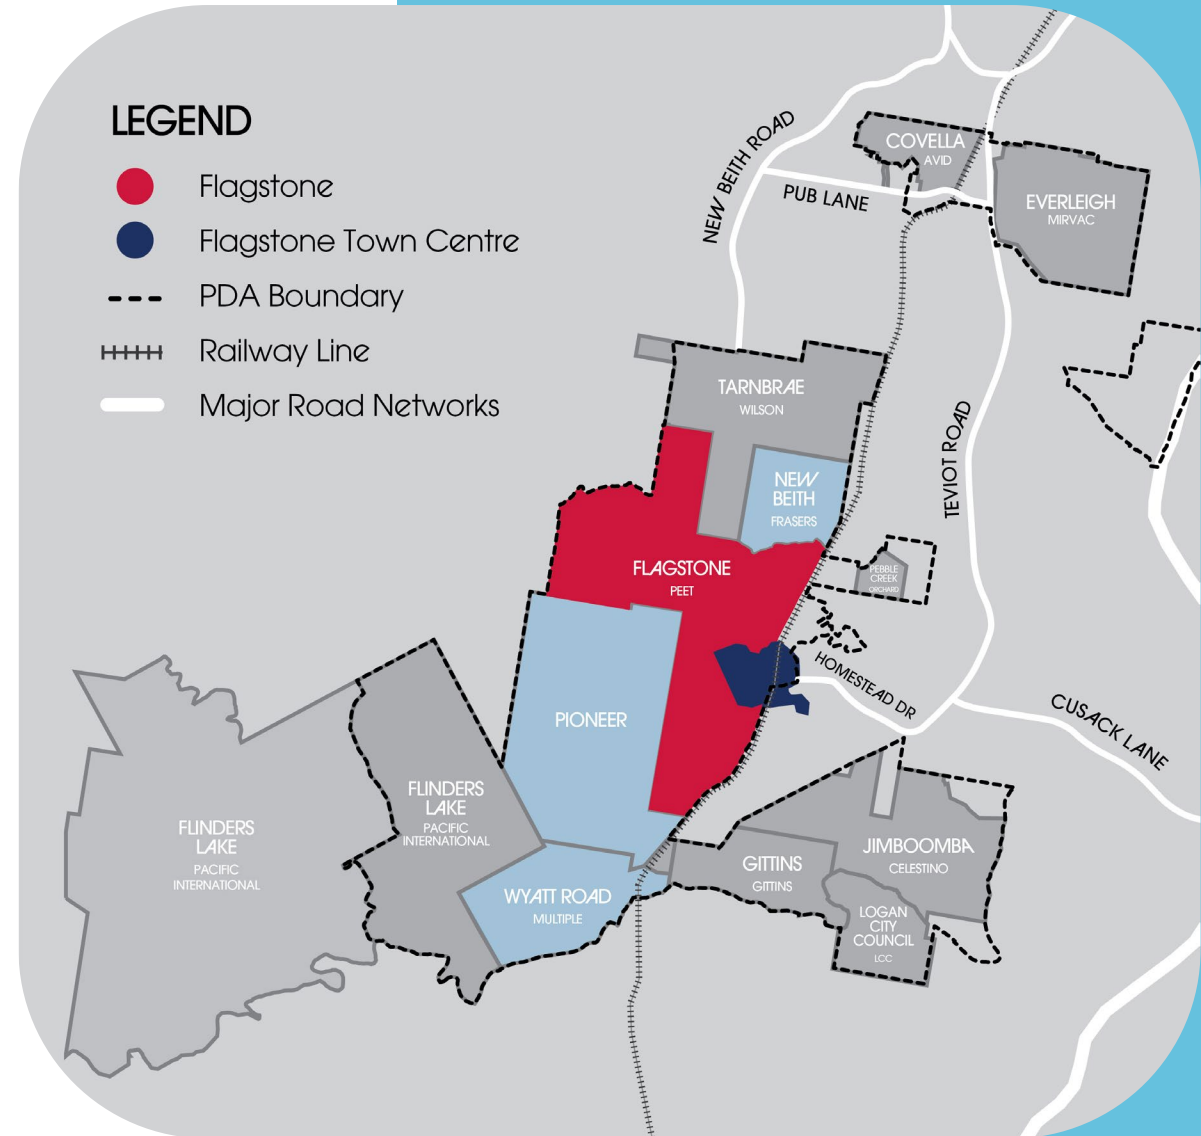 LEGEND
Flagstone
Flagstone Town Centre
PDA Boundary
Railway Line
Major Road Networks
NEW BEITH ROAD
PUB LANE
COVELLA
AVID
EVERLEIGH
MIRVAC
TARNBRAE
WILSON
TEVIOT ROAD
NEW
BEITH
FRASERS
FLAGSTONE
PEET
PEBBLE
CREEK
ORCHARD
HOMESTEAD DR
CUSACK LANE
PIONEER
FLINDERS
LAKE
PACIFIC
INTERNATIONAL
FLINDERS
LAKE
PACIFIC
INTERNATIONAL
WYATT ROAD
MULTIPLE
GITTINS
GITTINS
JIMBOOMBA
CELESTINO
LOGAN
CITY
COUNCIL
LCC